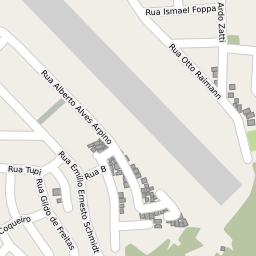 Rua Ismael Foppa
Ardo Zatti
Rua Otto Raimann
Rua Alberto Alves Arpino
Rua Tupi
Rua B
Rua Emilio Ernesto Schmidt
Rua Gildo de Freitas
Coqueiro